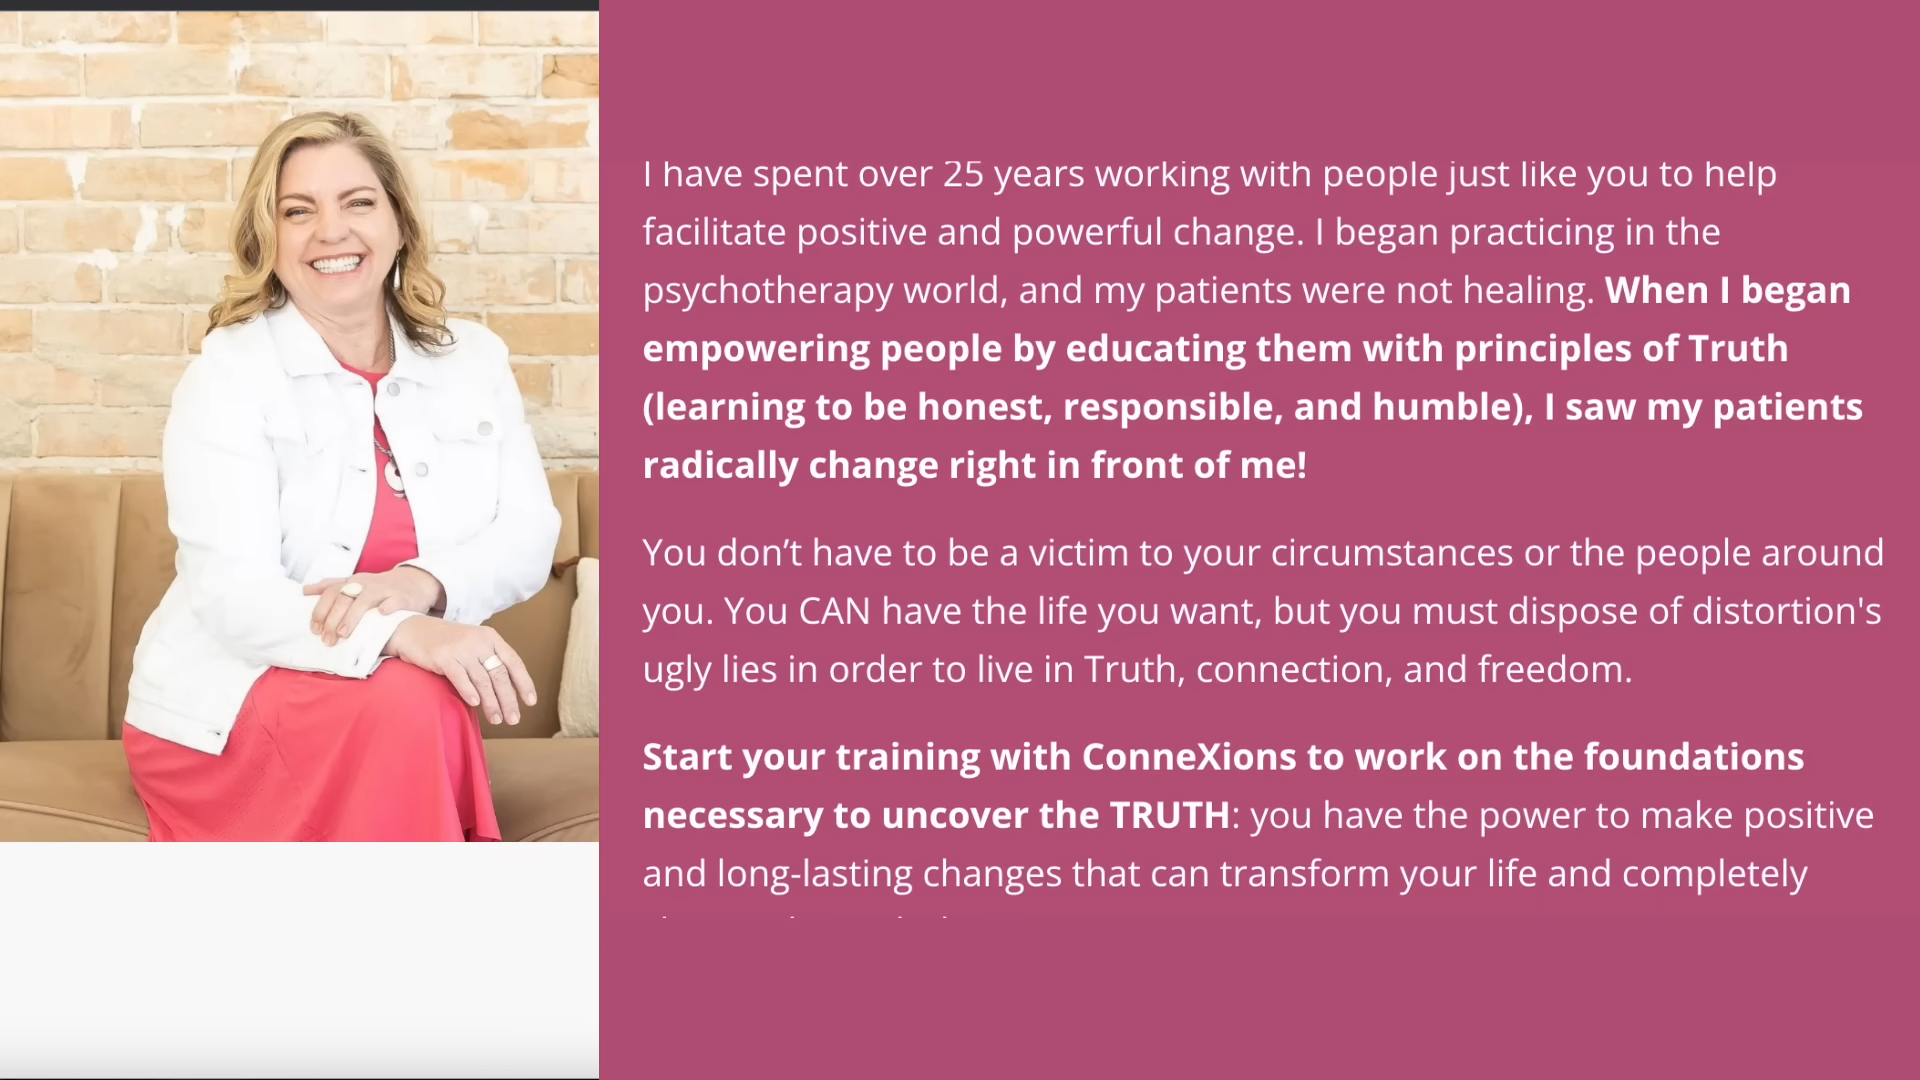 I have spent over 25 years working with people just like you to help
facilitate positive and powerful change. I began practicing in the
psychotherapy world, and my patients were not healing. When I began
empowering people by educating them with principles of Truth
(learning to be honest, responsible, and humble), I saw my patients
radically change right in front of me!
You don’t have to be a victim to your circumstances or the people around
you. You CAN have the life you want, but you must dispose of distortion's
ugly lies in order to live in Truth, connection, and freedom.
Start your training with ConneXions to work on the foundations
necessary to uncover the TRUTH: you have the power to make positive
and long-lasting changes that can transform your life and completely